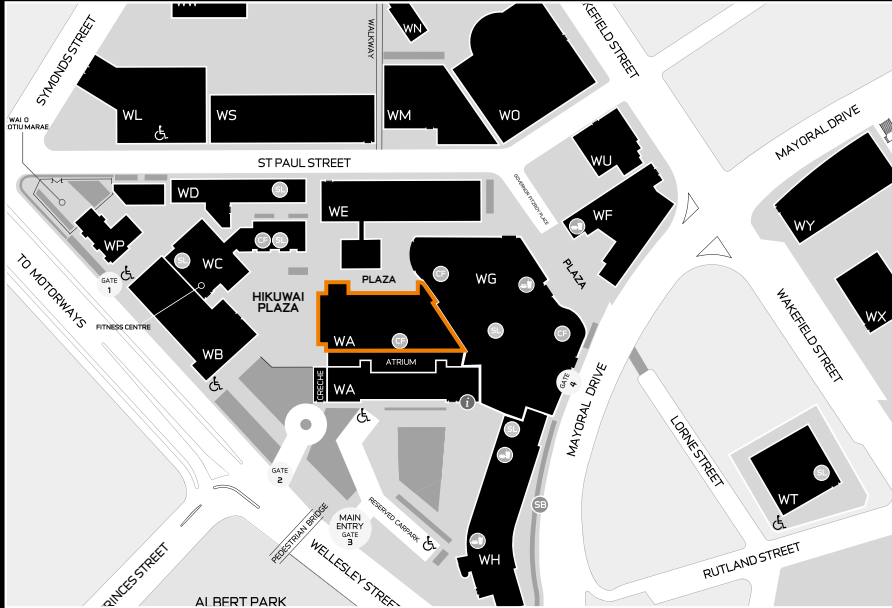 SYMONDS STREET
WALKWAY
WN
WAKEFIELD STREET
WL
WS
WM
WO
MAYORAL DRIVE
WAI O
OTIU MARAE
ST PAUL STREET
WU
WD
SL
WE
GOVERNOR FITZROY PLACE
WF
WY
WP
CF
SL
WC
SL
PLAZA
CF
WG
PLAZA
GATE
1
HIKUWAI
PLAZA
TO MOTORWAYS
FITNESS CENTRE
WB
WA
CF
SL
CF
WX
WAKEFIELD STREET
ATRIUM
CRECHE
WA
i
GATE
4
MAYORAL DRIVE
LORNE STREET
SL
GATE
2
MAIN
ENTRY
GATE
3
RESERVED CARPARK
SB
SL
WT
PEDESTRIAN BRIDGE
WELLESLEY STREET
WH
RUTLAND STREET
RINCES STREET
ALBERT PARK